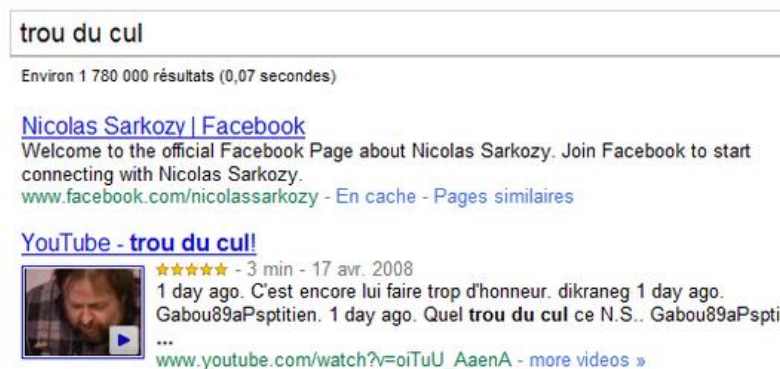 trou du cul
Environ 1 780 000 résultats (0,07 secondes)
Nicolas Sarkozy | Facebook
Welcome to the official Facebook Page about Nicolas Sarkozy. Join Facebook to start
connecting with Nicolas Sarkozy.
www.facebook.com/nicolassarkozy - En cache - Pages similaires
YouTube - trou du cul!
- 3 min - 17 avr. 2008
1 day ago. C'est encore lui faire trop d'honneur. dikraneg 1 day ago.
Gabou89aPsptitien. 1 day ago. Quel trou du cul ce N.S.. Gabou89aPspti
...
www.youtube.com/watch?v=oiTuU_AaenA - more videos »